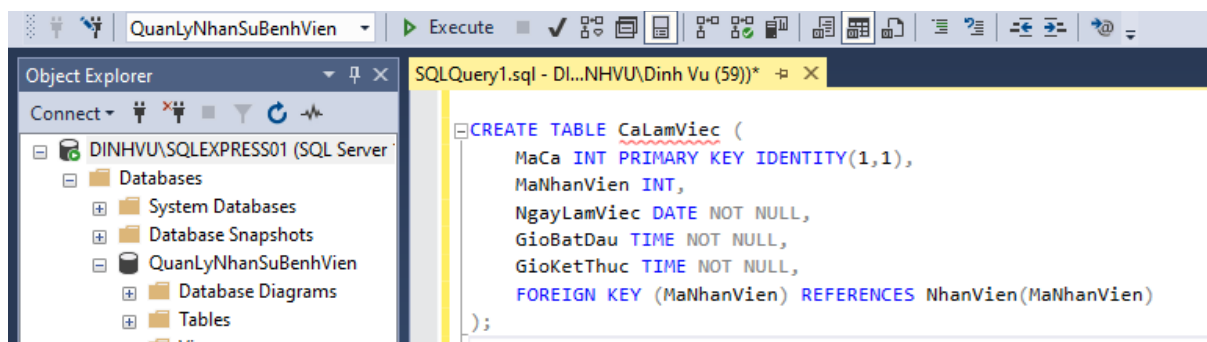 QuanLyNhanSuBenhVien Execute
Object Explorer
SQLQuery1.sql - DI...NHVU\Dinh Vu (59))*
Connect
DINHVU\SQLEXPRESS01 (SQL Server
Databases
System Databases
Database Snapshots
QuanLyNhanSuBenhVien
Database Diagrams
Tables
CREATE TABLE CaLamViec (
MaCa INT PRIMARY KEY IDENTITY(1,1),
MaNhanVien INT,
NgayLamViec DATE NOT NULL,
GioBatDau TIME NOT NULL,
GioKetThuc TIME NOT NULL,
FOREIGN KEY (MaNhanVien) REFERENCES NhanVien(MaNhanVien)
);